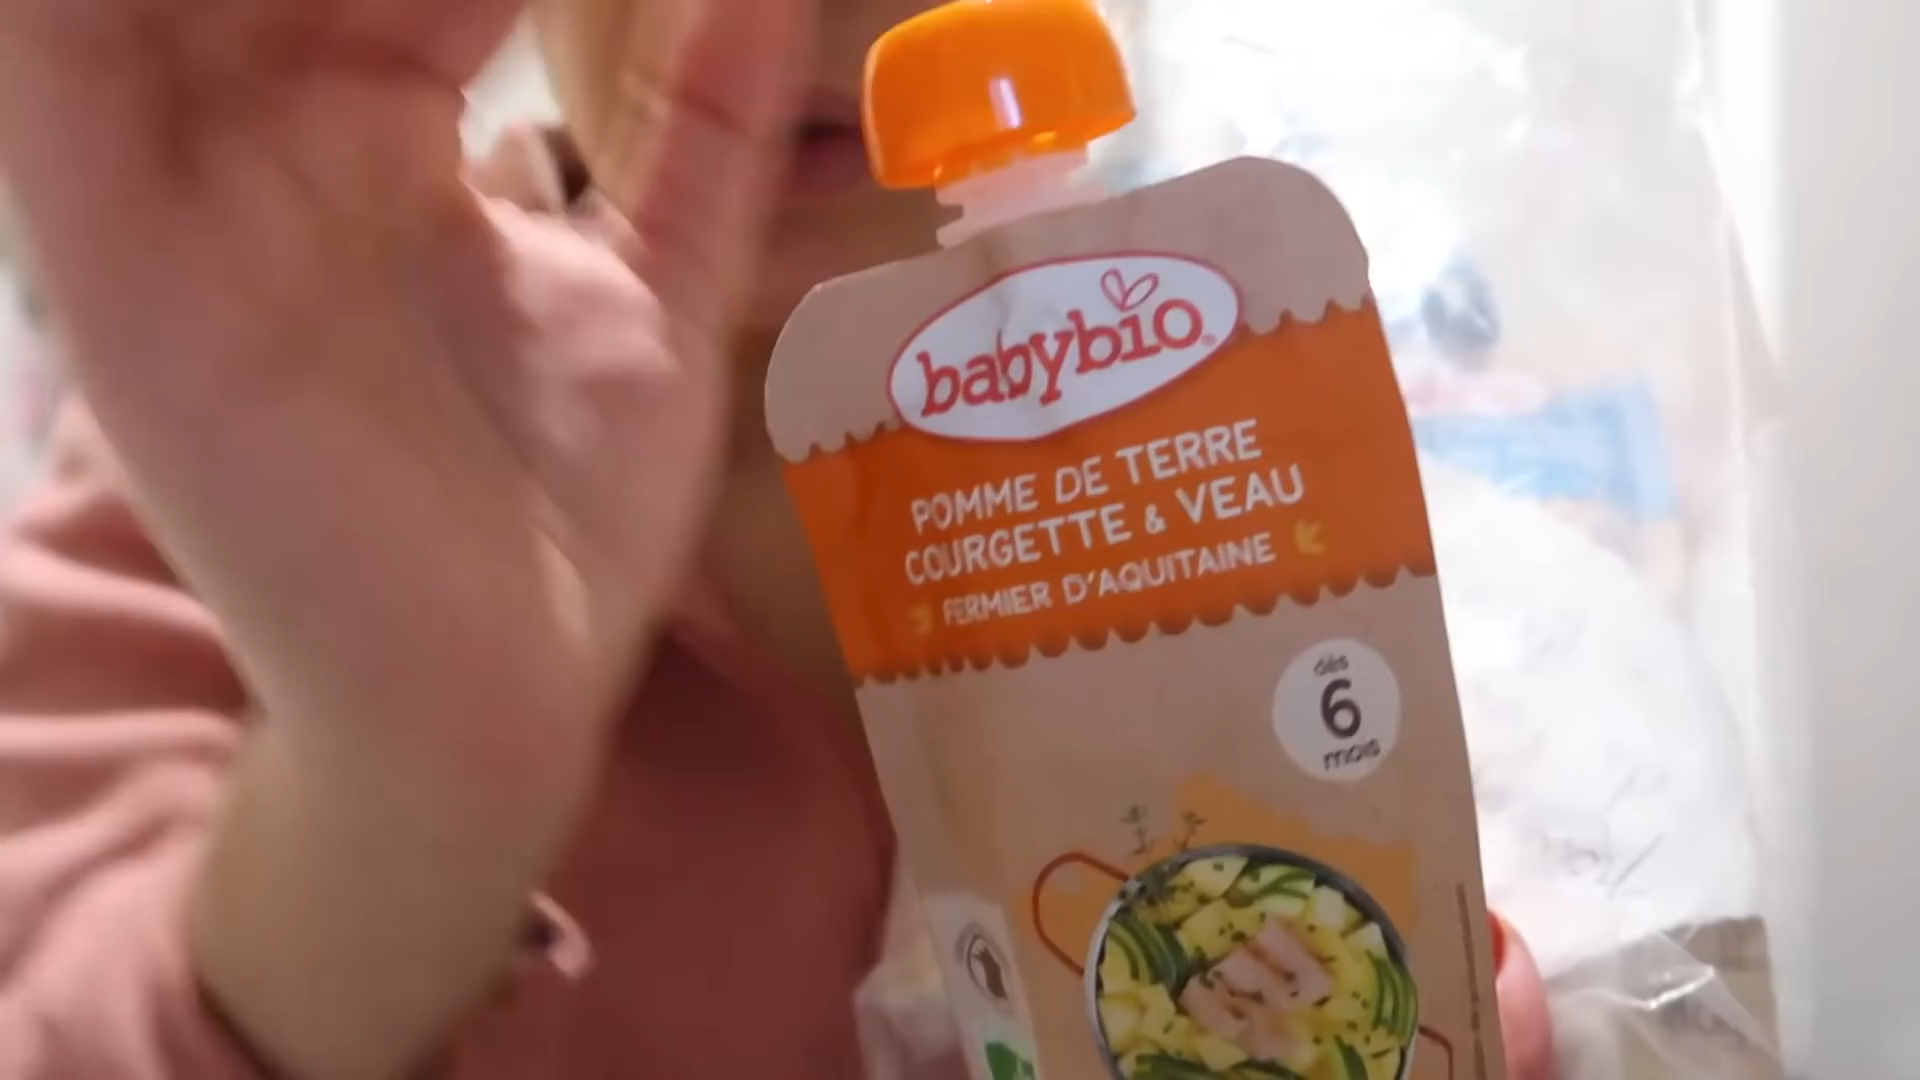 babybio
POMME DE TERRE
COURGETTE & VEAU
FERMIER D'AQUITAINE
dès
6
mois